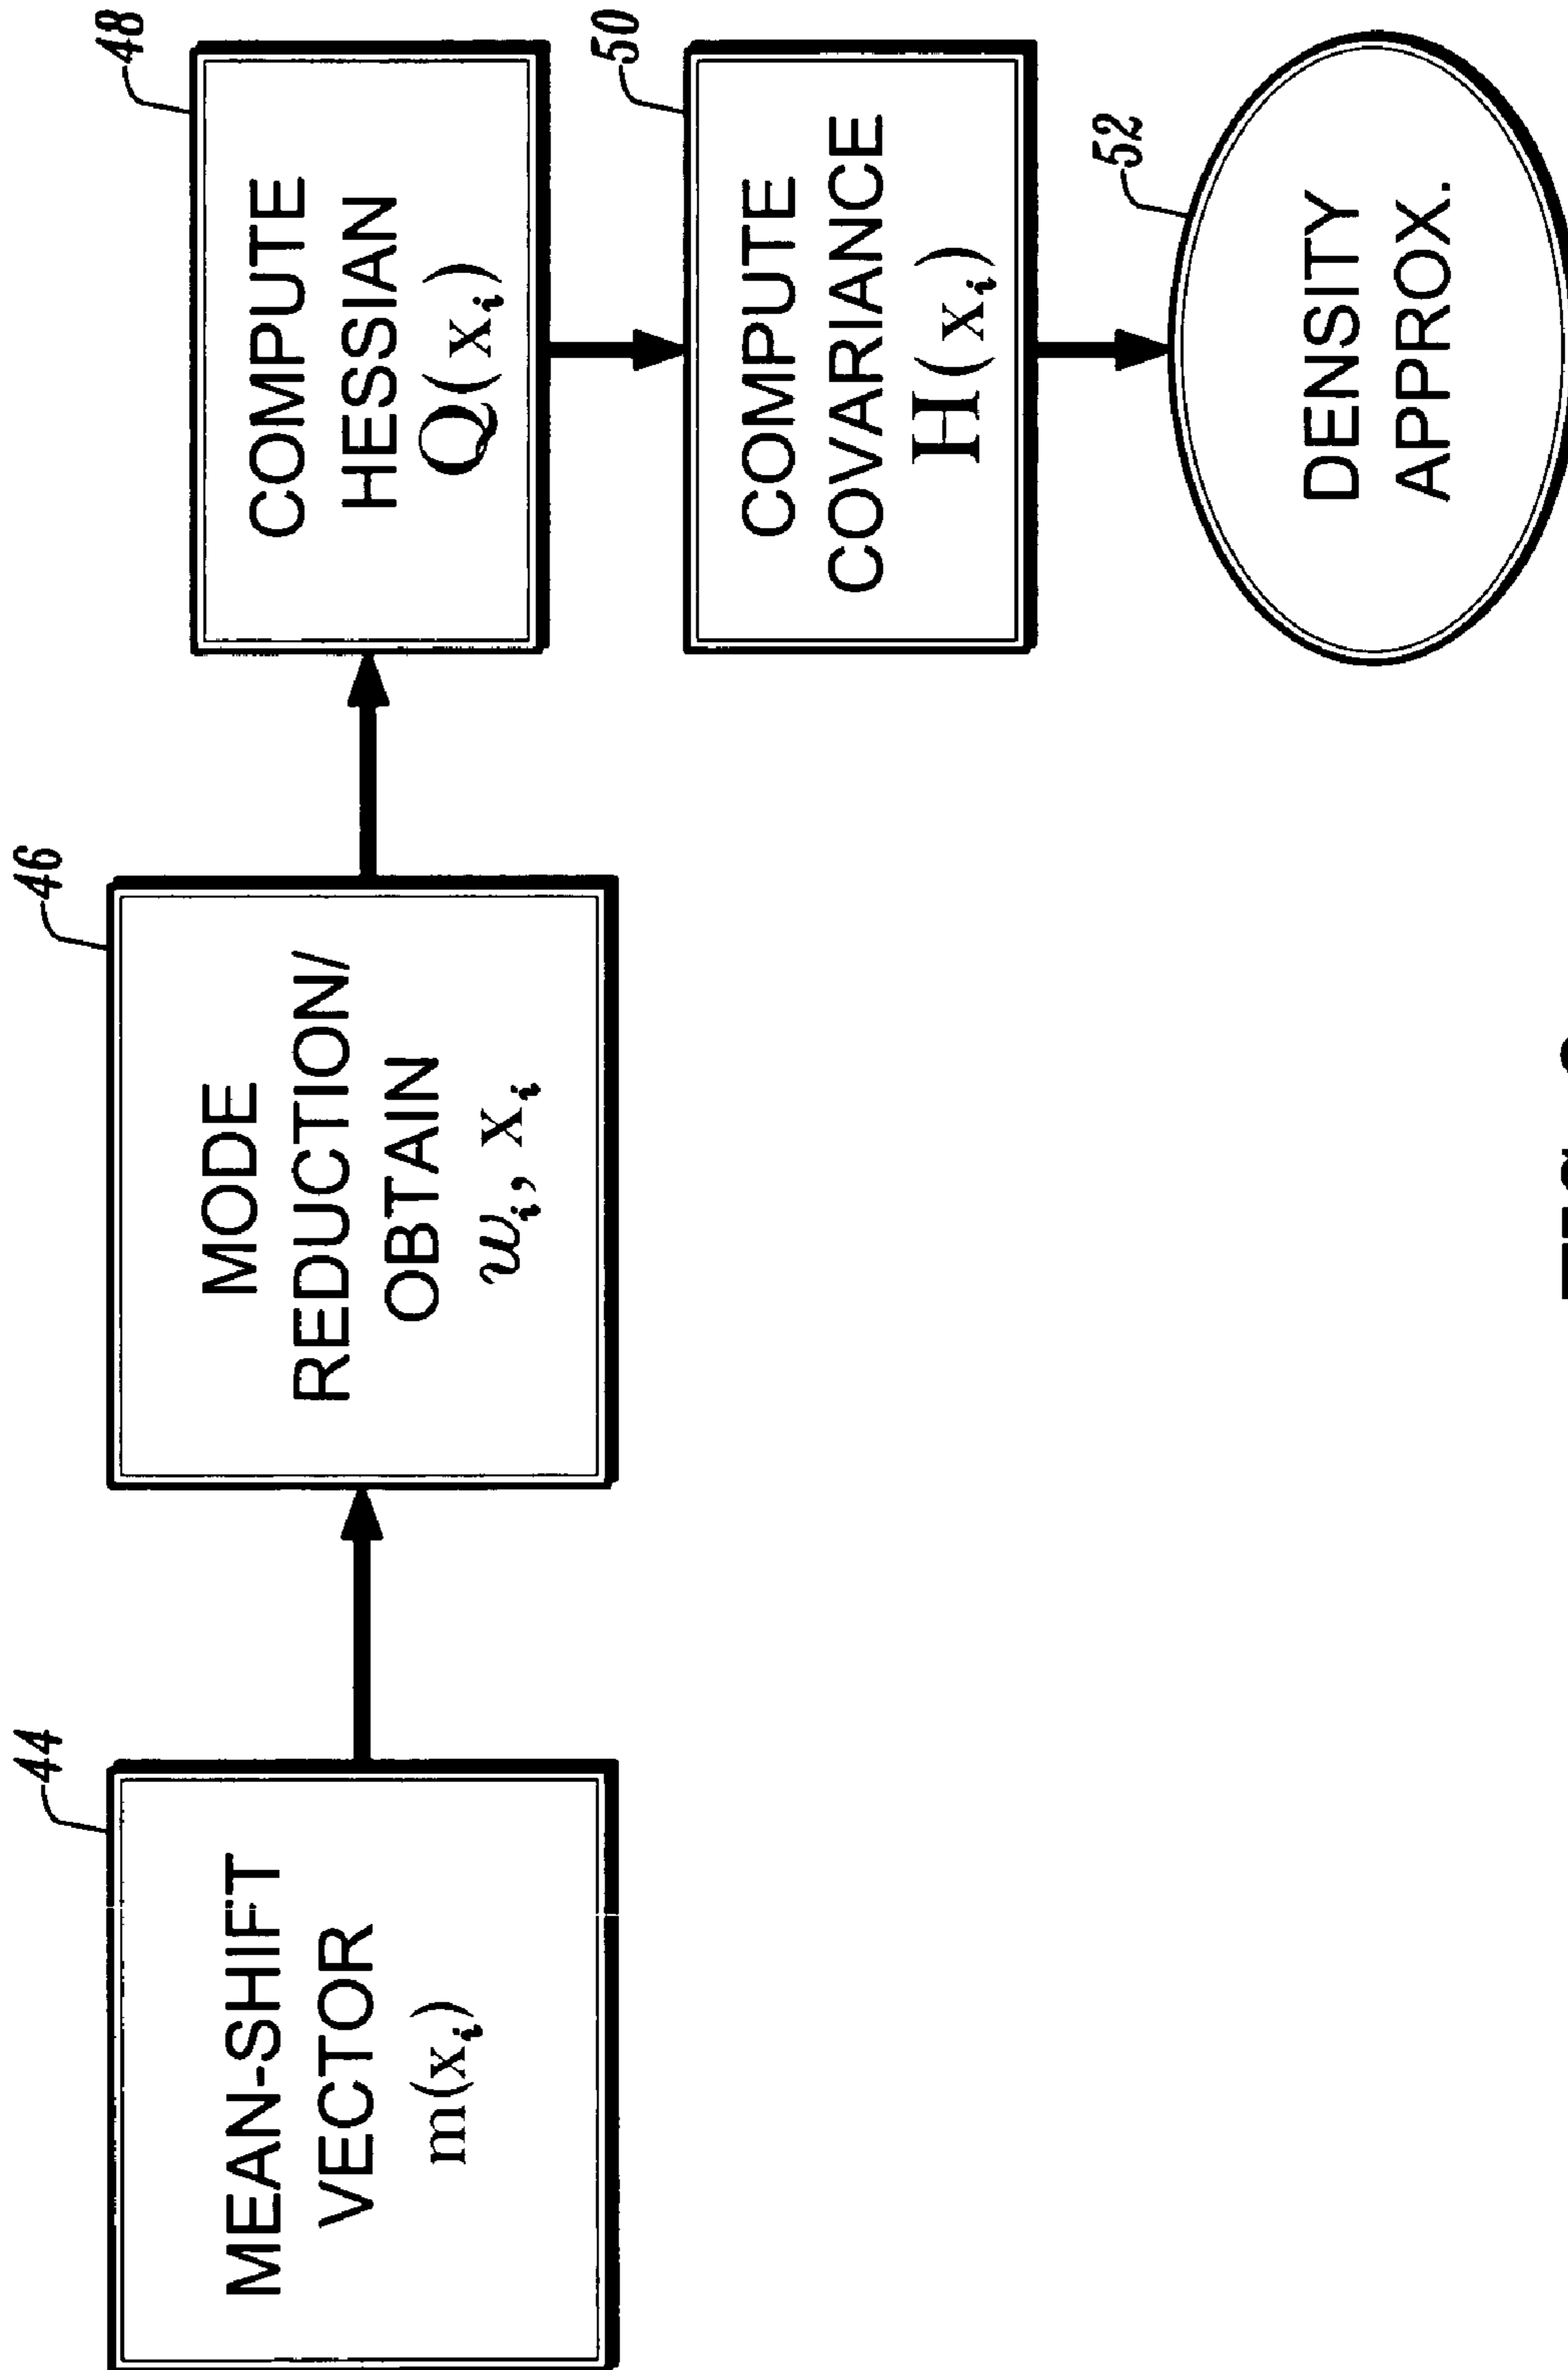 44
MEAN-SHIFT
VECTOR
m(x_i)
46
MODE
REDUCTION/
OBTAIN
w_i, x_i
48
COMPUTE
HESSIAN
Q(x_i)
50
COMPUTE
COVARIANCE
H(x_i)
52
DENSITY
APPROX.